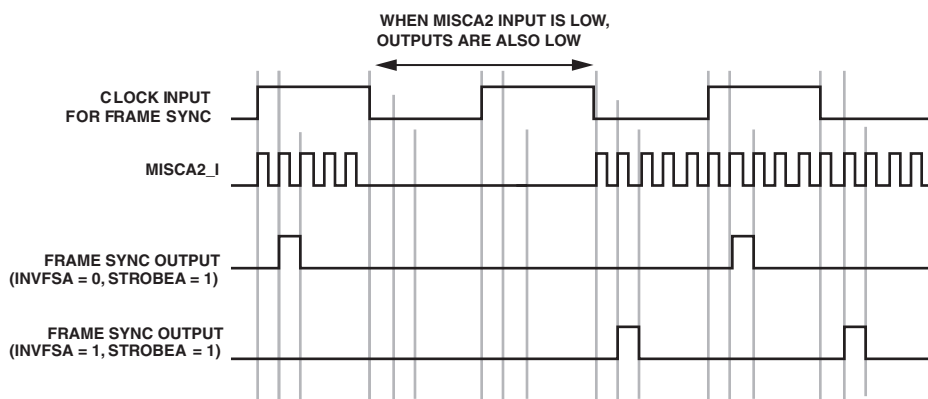 WHEN MISCA2 INPUT IS LOW,
OUTPUTS ARE ALSO LOW
CLOCK INPUT
FOR FRAME SYNC
MISCA2_I
FRAME SYNC OUTPUT
(INVFSA = 0, STROBEA = 1)
FRAME SYNC OUTPUT
(INVFSA = 1, STROBEA = 1)